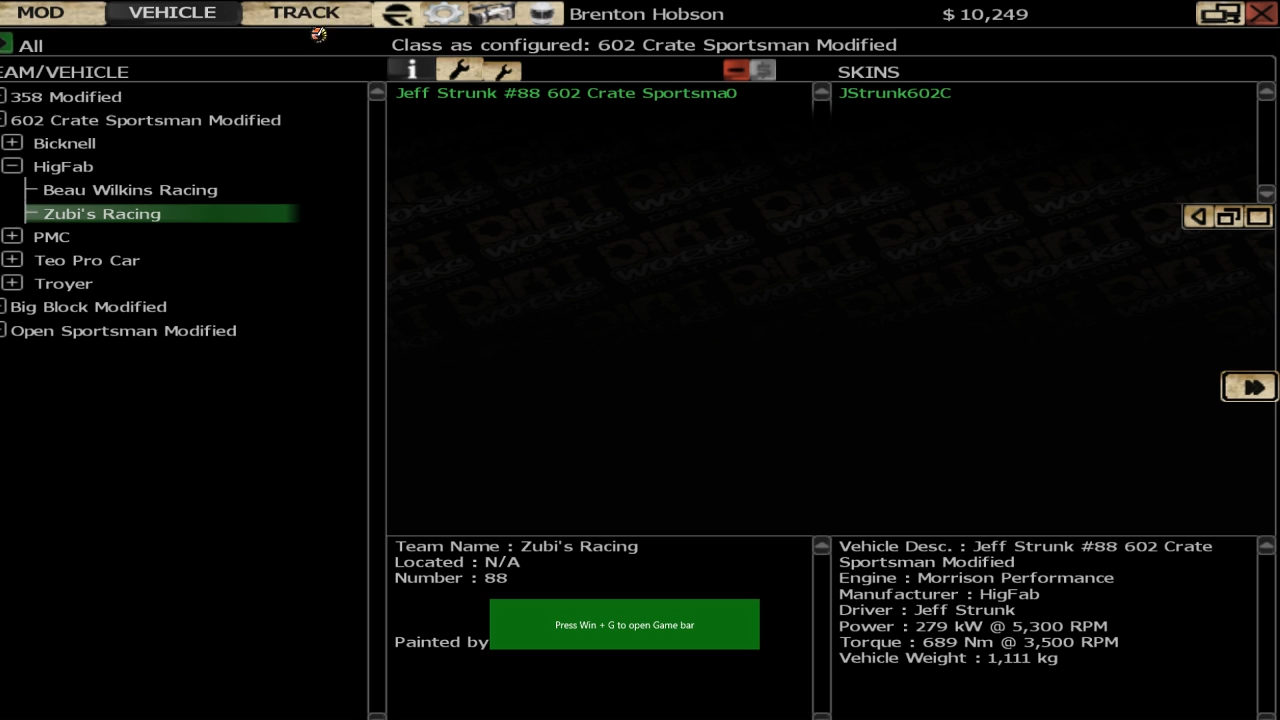 MOD VEHICLE TRACK Brenton Hobson $ 10,249
All Class as configured: 602 Crate Sportsman Modified
EAM/VEHICLE SKINS
358 Modified
602 Crate Sportsman Modified
Bicknell
HigFab
Beau Wilkins Racing
Zubi's Racing
PMC
Teo Pro Car
Troyer
Big Block Modified
Open Sportsman Modified
Jeff Strunk #88 602 Crate Sportsma0
JStrunk602C
DIRT works
Team Name : Zubi's Racing
Located : N/A
Number : 88
Painted by
Press Win + G to open Game bar
Vehicle Desc. : Jeff Strunk #88 602 Crate
Sportsman Modified
Engine : Morrison Performance
Manufacturer : HigFab
Driver : Jeff Strunk
Power : 279 kW @ 5,300 RPM
Torque : 689 Nm @ 3,500 RPM
Vehicle Weight : 1,111 kg